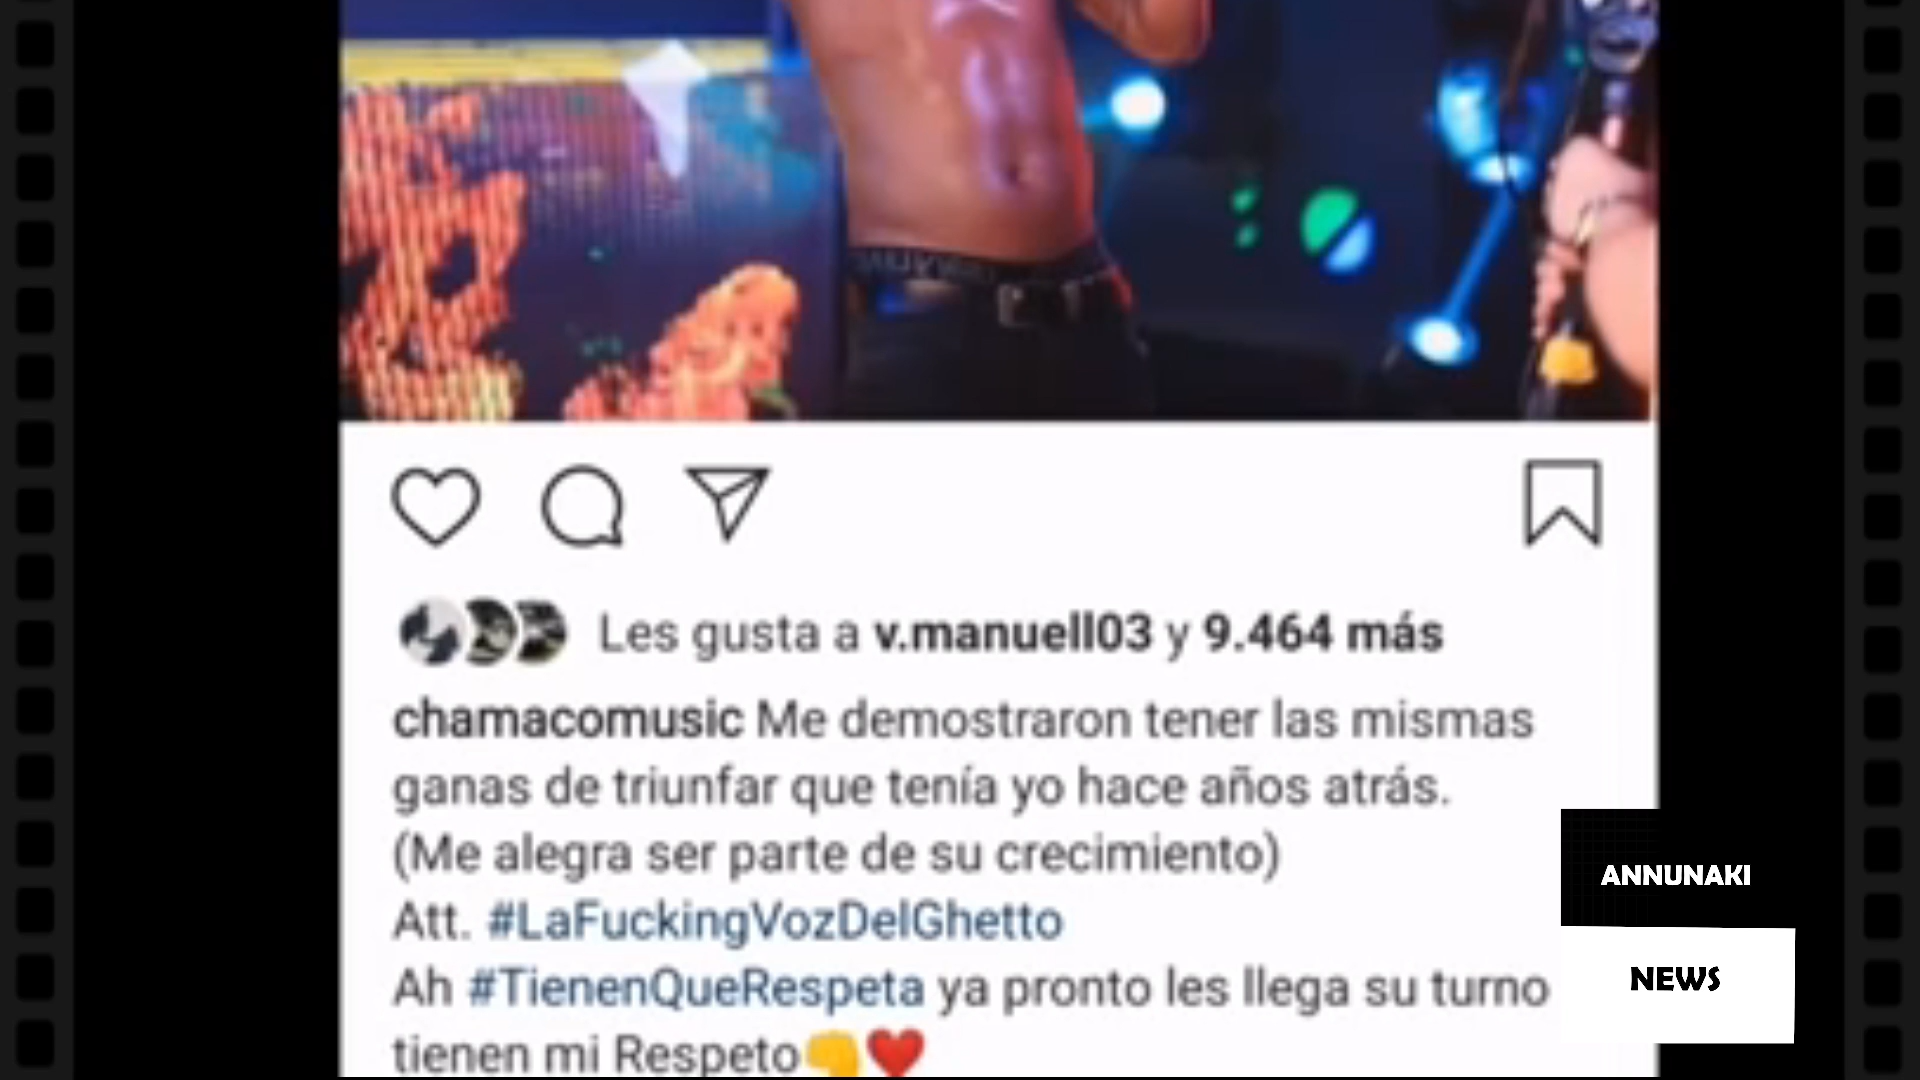 Les gusta a v.manuell03 y 9.464 más
chamacomusic Me demostraron tener las mismas
ganas de triunfar que tenía yo hace años atrás.
(Me alegra ser parte de su crecimiento)
Att. #LaFuckingVozDelGhetto
Ah #TienenQueRespeta ya pronto les llega su turno
tienen mi Respeto👊❤️
ANNUNAKI
NEWS